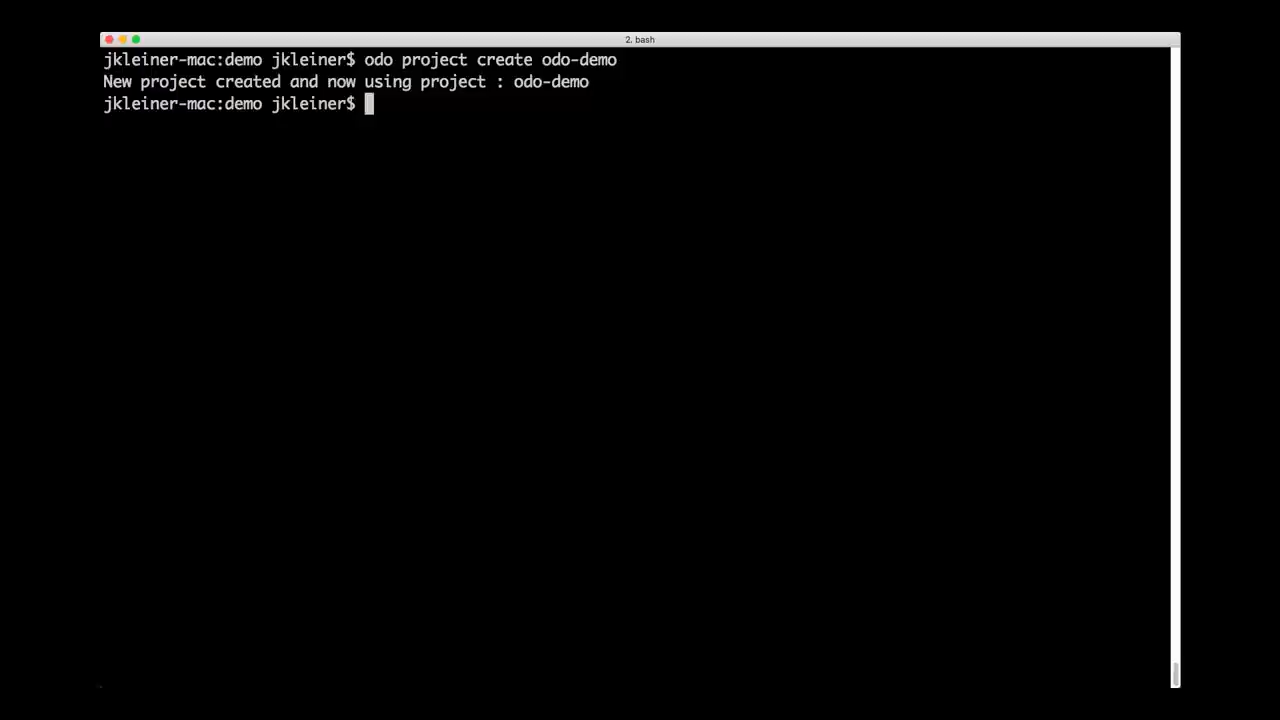 2. bash
jkleiner-mac:demo jkleiner$ odo project create odo-demo
New project created and now using project : odo-demo
jkleiner-mac:demo jkleiner$